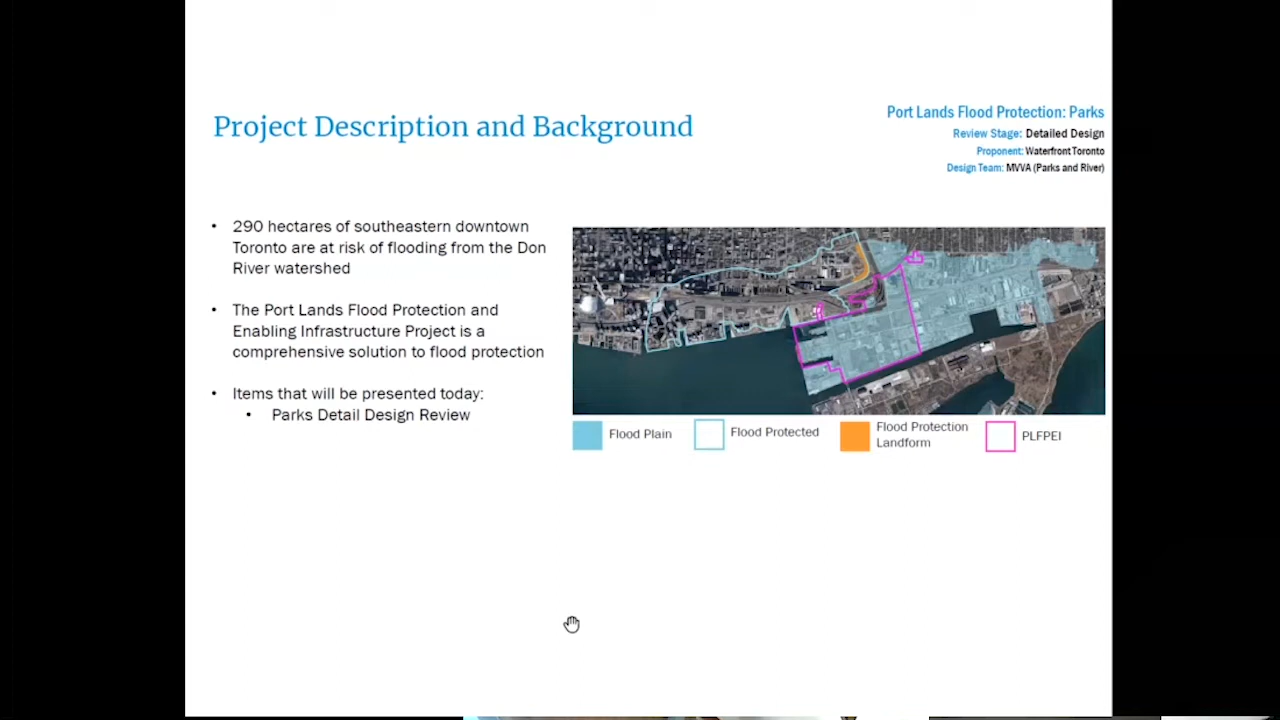 Project Description and Background
Port Lands Flood Protection: Parks
Review Stage: Detailed Design
Proponent: Waterfront Toronto
Design Team: MVVA (Parks and River)
• 290 hectares of southeastern downtown
Toronto are at risk of flooding from the Don
River watershed
• The Port Lands Flood Protection and
Enabling Infrastructure Project is a
comprehensive solution to flood protection
• Items that will be presented today:
• Parks Detail Design Review
Flood Plain
Flood Protected
Flood Protection
Landform
PLFPEI